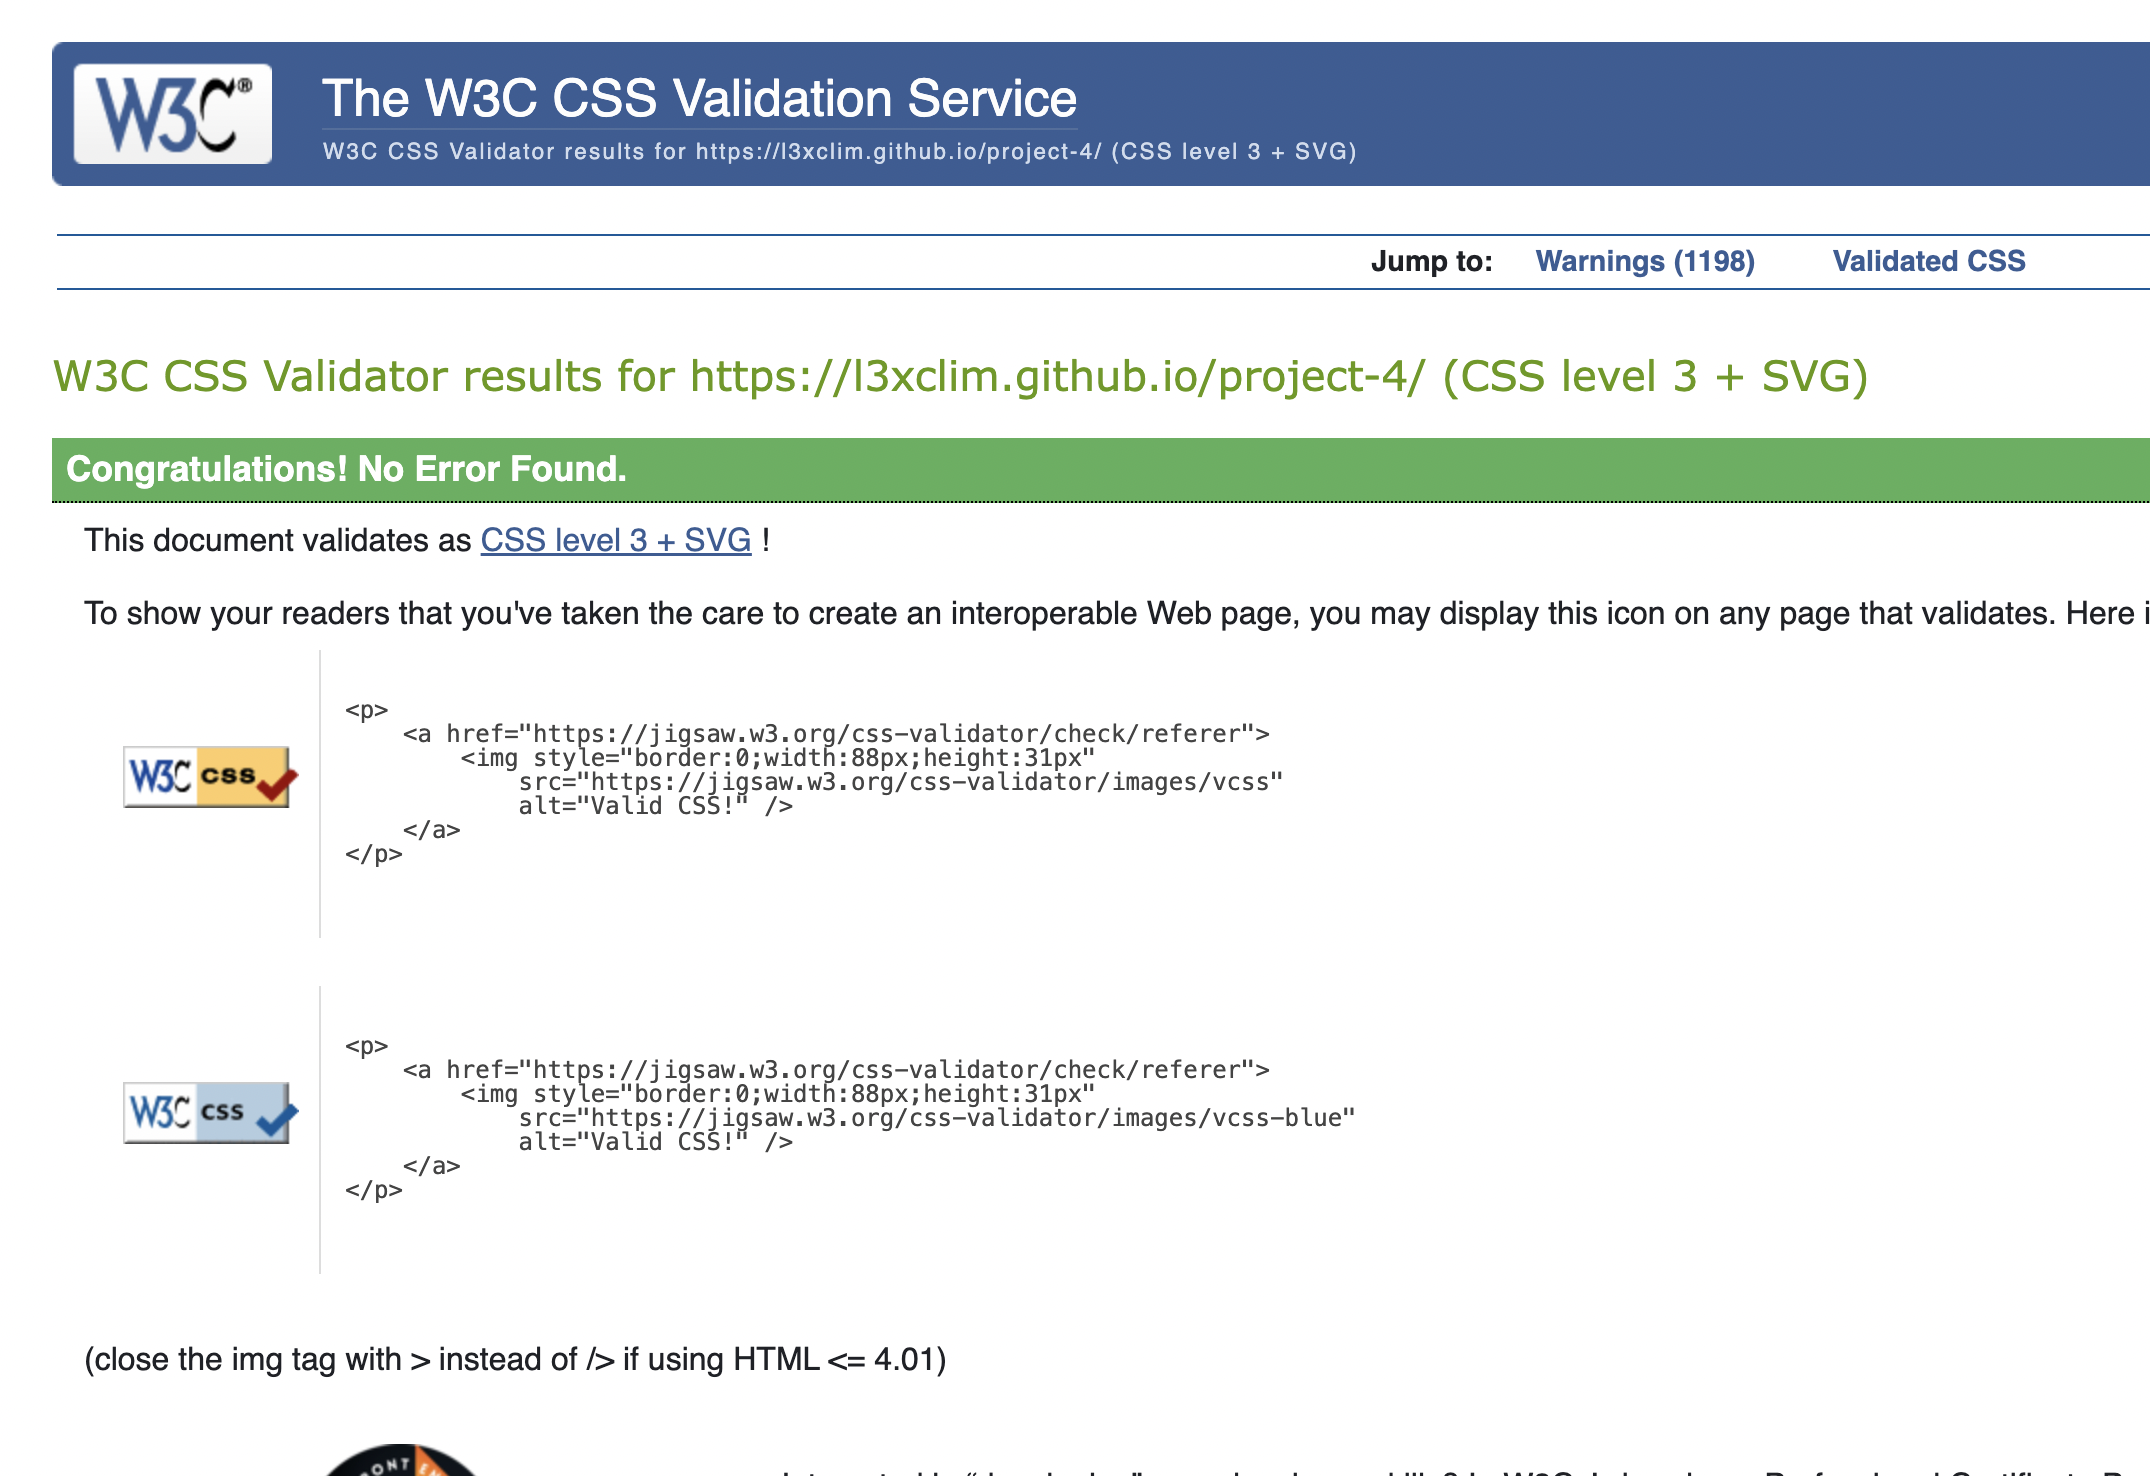 W3C®
The W3C CSS Validation Service
W3C CSS Validator results for https://l3xclim.github.io/project-4/ (CSS level 3 + SVG)
Jump to: Warnings (1198) Validated CSS
W3C CSS Validator results for https://l3xclim.github.io/project-4/ (CSS level 3 + SVG)
Congratulations! No Error Found.
This document validates as CSS level 3 + SVG !
To show your readers that you've taken the care to create an interoperable Web page, you may display this icon on any page that validates. Here
W3C css
<p>
    <a href="https://jigsaw.w3.org/css-validator/check/referer">
        <img style="border:0;width:88px;height:31px"
            src="https://jigsaw.w3.org/css-validator/images/vcss"
            alt="Valid CSS!" />
    </a>
</p>
W3C css
<p>
    <a href="https://jigsaw.w3.org/css-validator/check/referer">
        <img style="border:0;width:88px;height:31px"
            src="https://jigsaw.w3.org/css-validator/images/vcss-blue"
            alt="Valid CSS!" />
    </a>
</p>
(close the img tag with > instead of /> if using HTML <= 4.01)